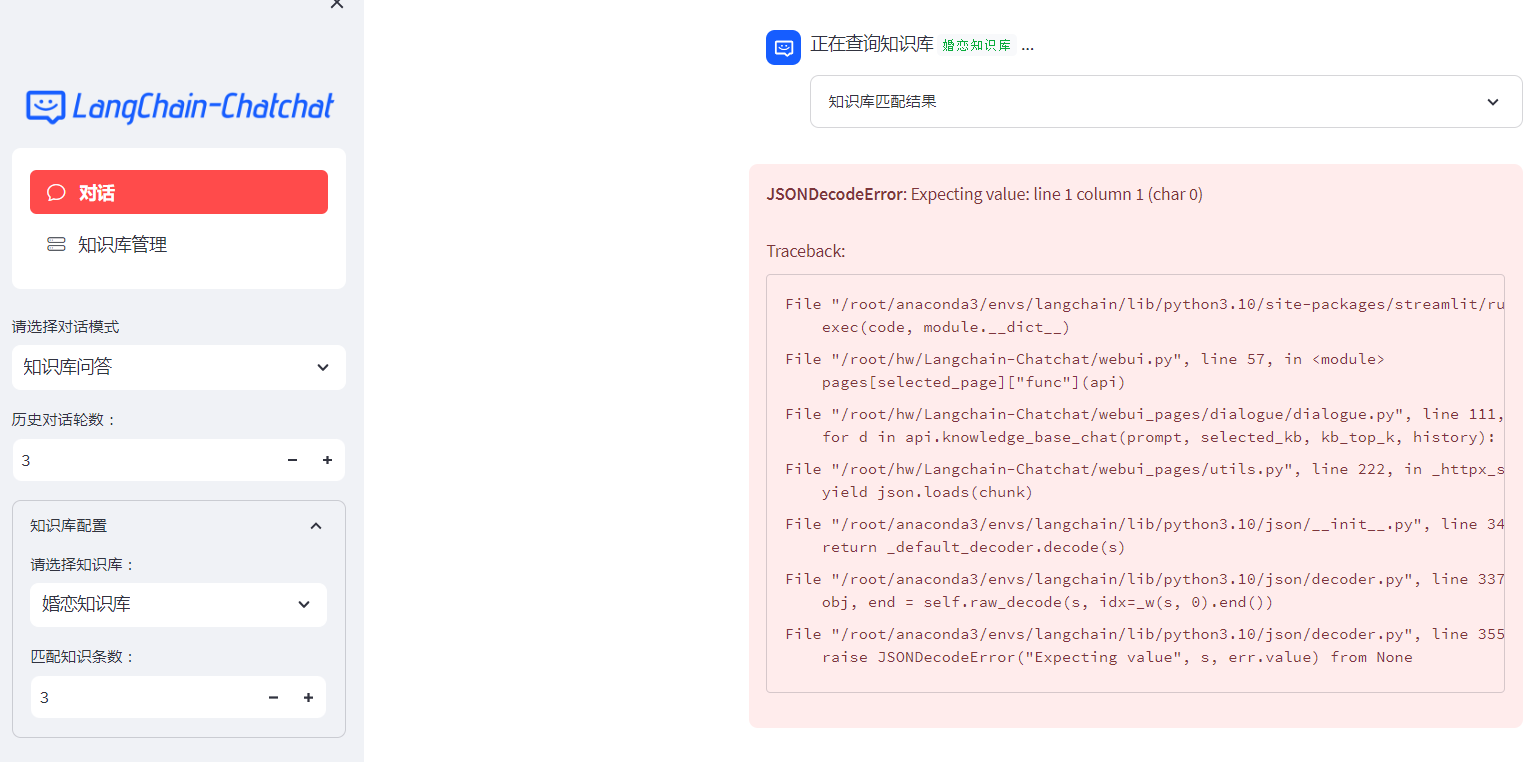 LangChain-Chatchat
对话
知识库管理
请选择对话模式
知识库问答
历史对话轮数：
3
知识库配置
请选择知识库：
婚恋知识库
匹配知识条数：
3
正在查询知识库 婚恋知识库 ...
知识库匹配结果
JSONDecodeError: Expecting value: line 1 column 1 (char 0)
Traceback:
File "/root/anaconda3/envs/langchain/lib/python3.10/site-packages/streamlit/ru
exec(code, module.__dict__)
File "/root/hw/Langchain-Chatchat/webui.py", line 57, in <module>
pages[selected_page]["func"](api)
File "/root/hw/Langchain-Chatchat/webui_pages/dialogue/dialogue.py", line 111,
for d in api.knowledge_base_chat(prompt, selected_kb, kb_top_k, history):
File "/root/hw/Langchain-Chatchat/webui_pages/utils.py", line 222, in _httpx_s
yield json.loads(chunk)
File "/root/anaconda3/envs/langchain/lib/python3.10/json/__init__.py", line 34
return _default_decoder.decode(s)
File "/root/anaconda3/envs/langchain/lib/python3.10/json/decoder.py", line 337
obj, end = self.raw_decode(s, idx=_w(s, 0).end())
File "/root/anaconda3/envs/langchain/lib/python3.10/json/decoder.py", line 355
raise JSONDecodeError("Expecting value", s, err.value) from None